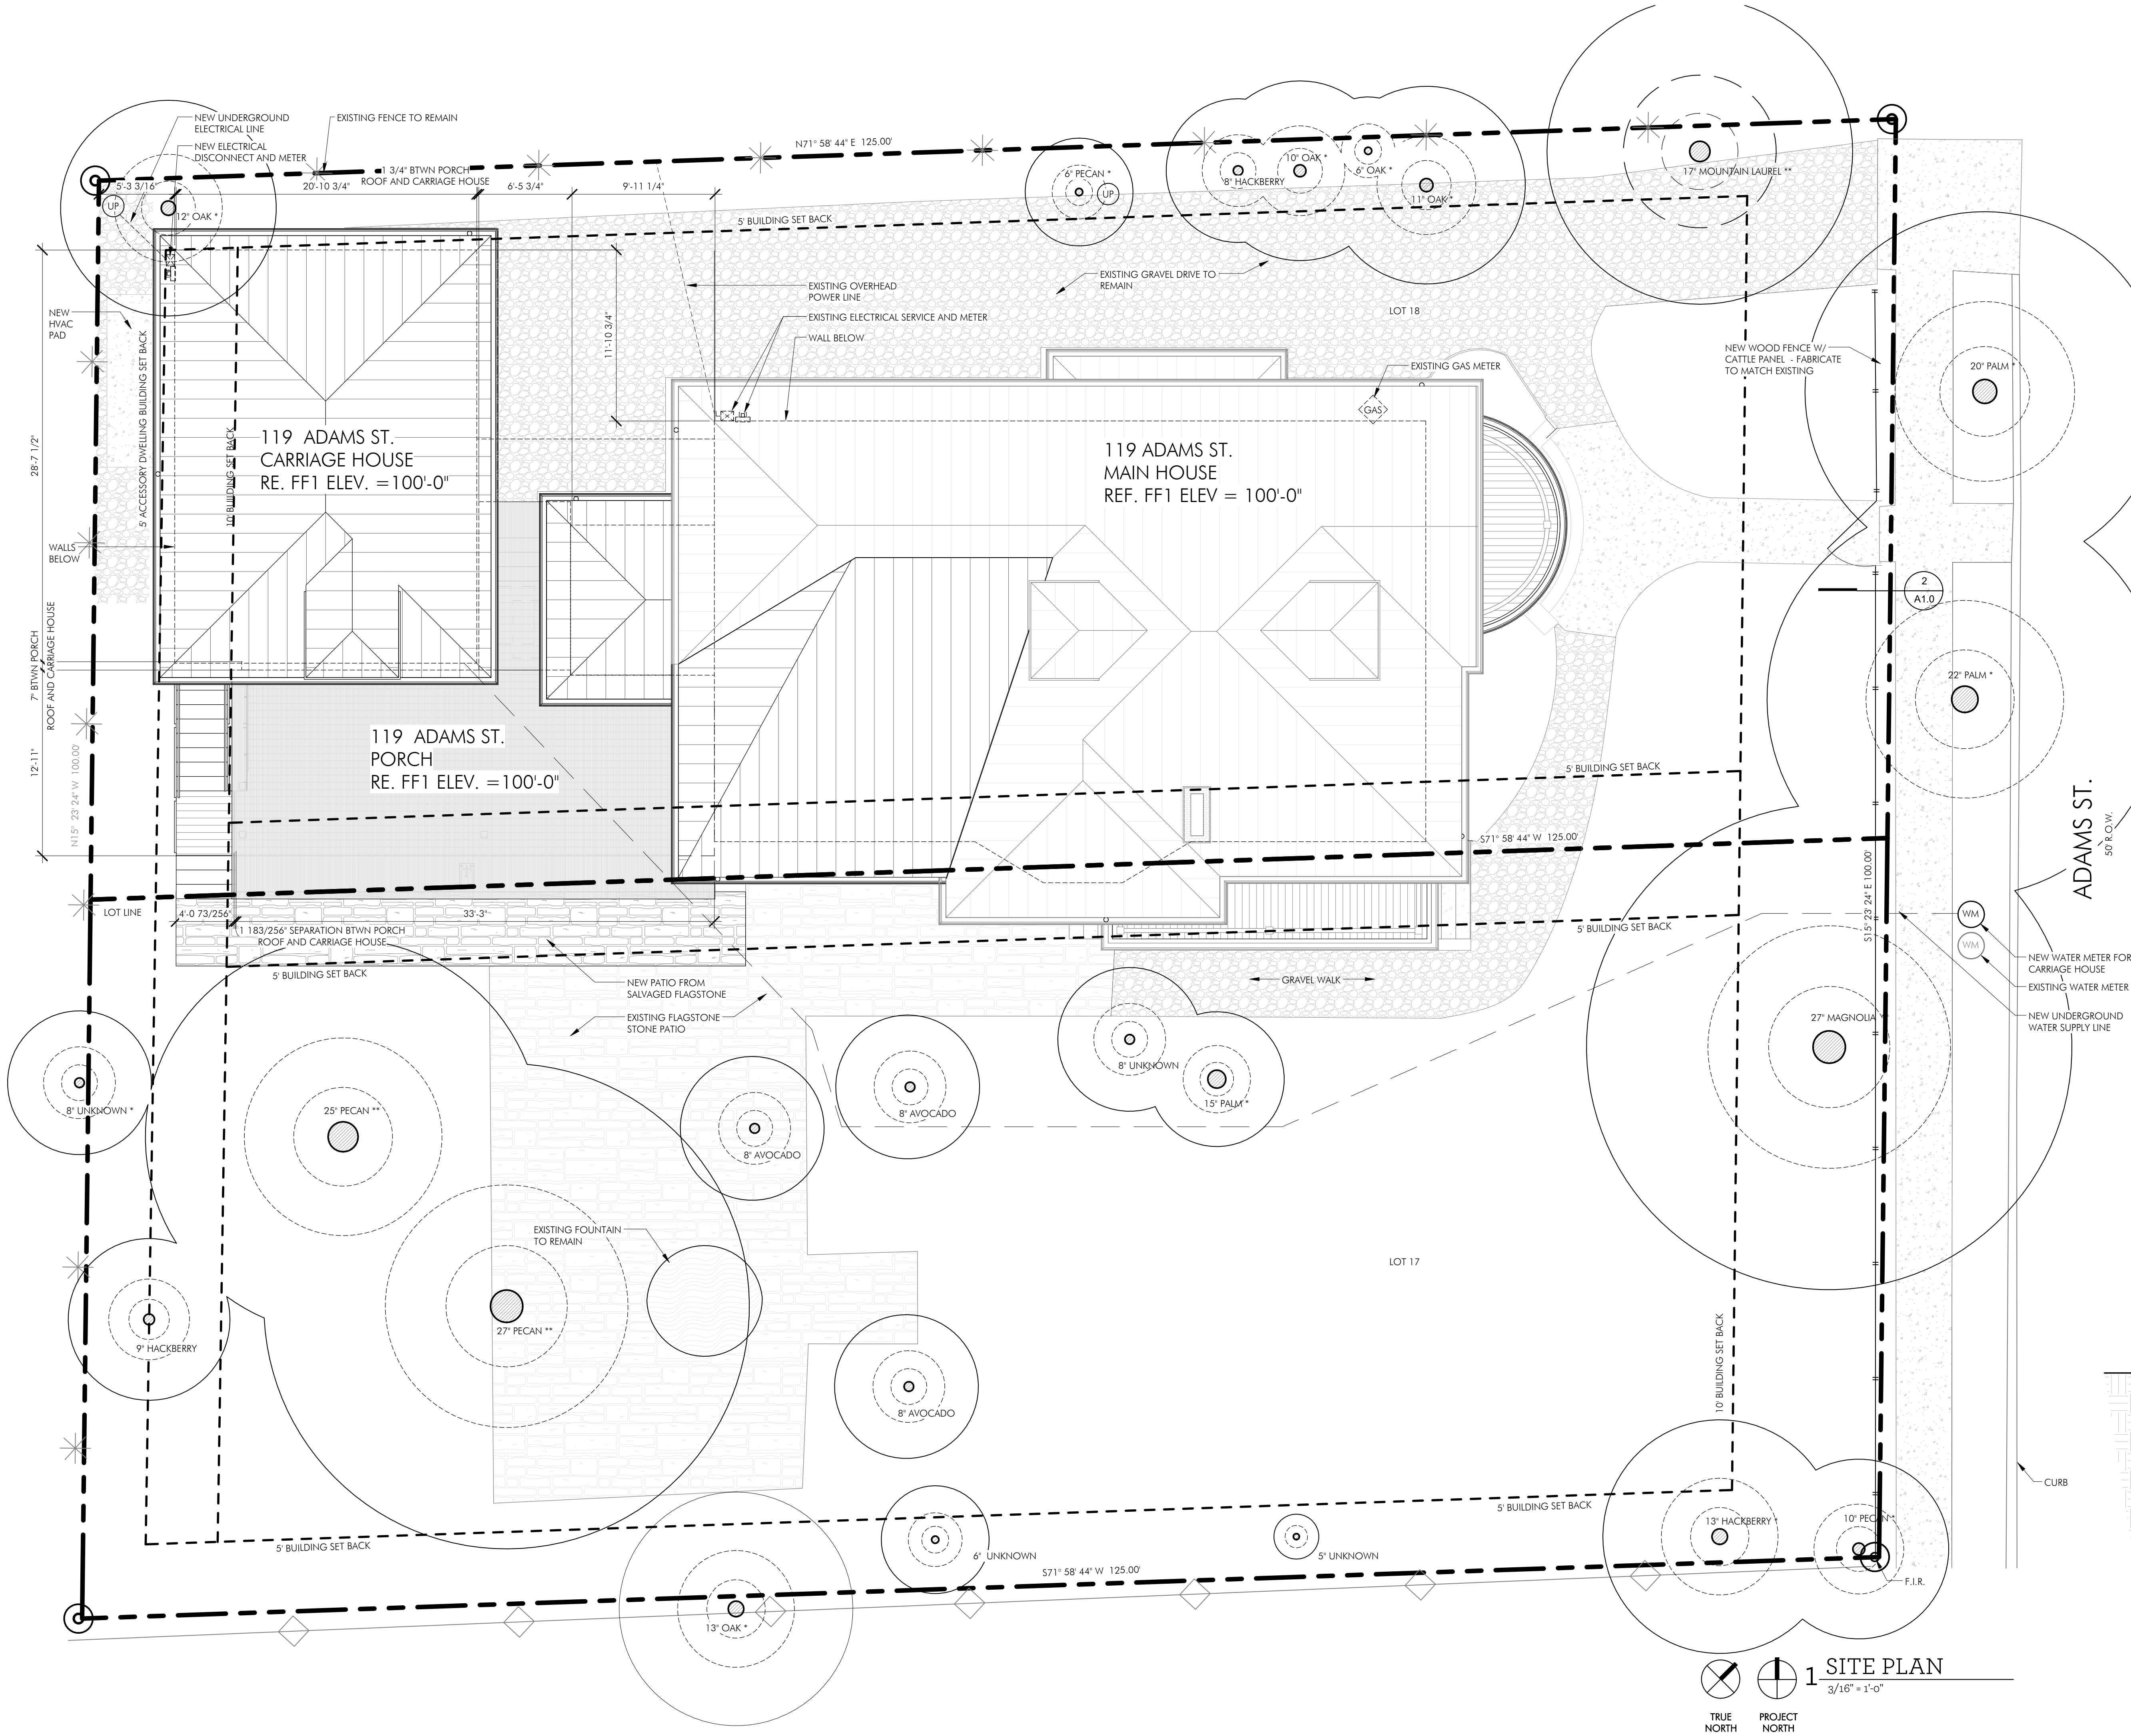 NEW UNDERGROUND
ELECTRICAL LINE
EXISTING FENCE TO REMAIN
NEW ELECTRICAL
DISCONNECT AND METER
N71° 58' 44" E 125.00'
1 3/4" BTWN PORCH
ROOF AND CARRIAGE HOUSE
5'-3 3/16"
20'-10 3/4"
6'-5 3/4"
9'-11 1/4"
UP
12" OAK *
6" PECAN *
UP
8" HACKBERRY
10" OAK *
6" OAK *
11" OAK *
17" MOUNTAIN LAUREL **
5' BUILDING SET BACK
EXISTING GRAVEL DRIVE TO
REMAIN
EXISTING OVERHEAD
POWER LINE
EXISTING ELECTRICAL SERVICE AND METER
WALL BELOW
11'-10 3/4"
LOT 18
NEW
HVAC
PAD
5' ACCESSORY DWELLING BUILDING SET BACK
10' BUILDING SET BACK
28'-7 1/2"
EXISTING GAS METER
GAS
NEW WOOD FENCE W/
CATTLE PANEL - FABRICATE
TO MATCH EXISTING
20" PALM *
119 ADAMS ST.
CARRIAGE HOUSE
RE. FF1 ELEV. =100'-0"
119 ADAMS ST.
MAIN HOUSE
REF. FF1 ELEV = 100'-0"
WALLS
BELOW
2
A1.0
7" BTWN PORCH
ROOF AND CARRIAGE HOUSE
22" PALM *
119 ADAMS ST.
PORCH
RE. FF1 ELEV. =100'-0"
12'-11"
N15° 23' 24" W 100.00'
5' BUILDING SET BACK
S71° 58' 44" W 125.00'
ADAMS ST.
50' R.O.W.
S15° 23' 24" E 100.00'
LOT LINE
4'-0 73/256"
33'-3"
1 183/256" SEPARATION BTWN PORCH
ROOF AND CARRIAGE HOUSE
5' BUILDING SET BACK
5' BUILDING SET BACK
WM
WM
NEW WATER METER FOR
CARRIAGE HOUSE
EXISTING WATER METER
NEW UNDERGROUND
WATER SUPPLY LINE
NEW PATIO FROM
SALVAGED FLAGSTONE
GRAVEL WALK
EXISTING FLAGSTONE
STONE PATIO
27" MAGNOLIA
8" UNKNOWN
8" UNKNOWN *
25" PECAN **
8" AVOCADO
15" PALM *
8" AVOCADO
EXISTING FOUNTAIN
TO REMAIN
LOT 17
27" PECAN **
9" HACKBERRY
10' BUILDING SET BACK
8" AVOCADO
CURB
5' BUILDING SET BACK
5' BUILDING SET BACK
13" HACKBERRY *
10" PECAN *
6" UNKNOWN
5" UNKNOWN
S71° 58' 44" W 125.00'
F.I.R.
13" OAK *
1 SITE PLAN
3/16" = 1'-0"
TRUE
NORTH
PROJECT
NORTH